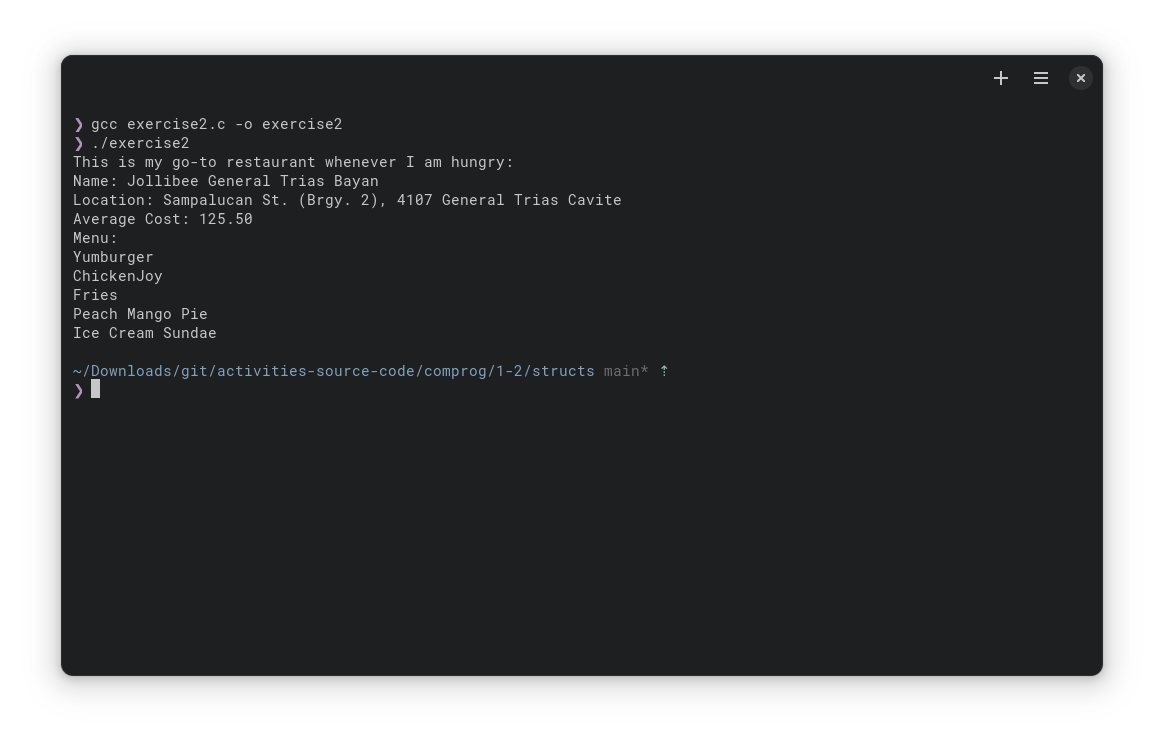 ❯ gcc exercise2.c -o exercise2
❯ ./exercise2
This is my go-to restaurant whenever I am hungry:
Name: Jollibee General Trias Bayan
Location: Sampalucan St. (Brgy. 2), 4107 General Trias Cavite
Average Cost: 125.50
Menu:
Yumburger
ChickenJoy
Fries
Peach Mango Pie
Ice Cream Sundae
~/Downloads/git/activities-source-code/comprog/1-2/structs main* ⇡
❯